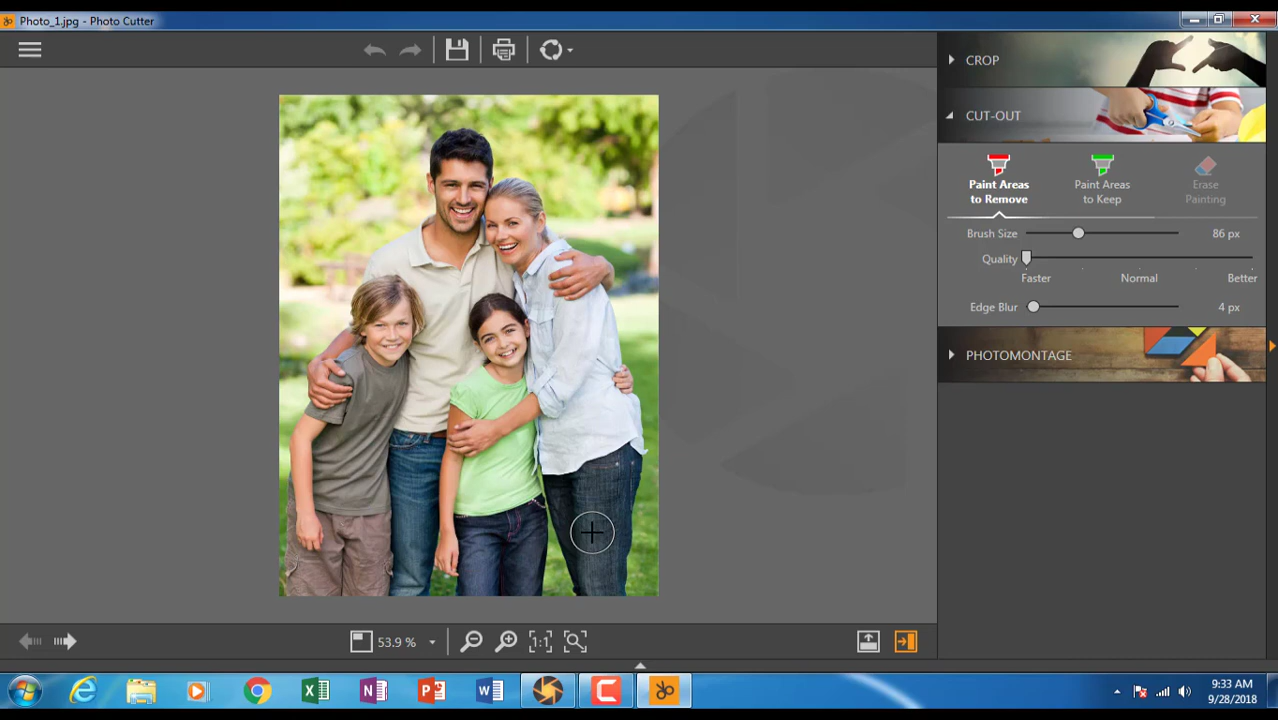 Photo_1.jpg - Photo Cutter
CROP
CUT-OUT
Paint Areas
to Remove
Paint Areas
to Keep
Erase
Painting
Brush Size
86 px
Quality
Faster
Normal
Better
Edge Blur
4 px
PHOTOMONTAGE
53.9 %
1:1
9:33 AM
9/28/2018